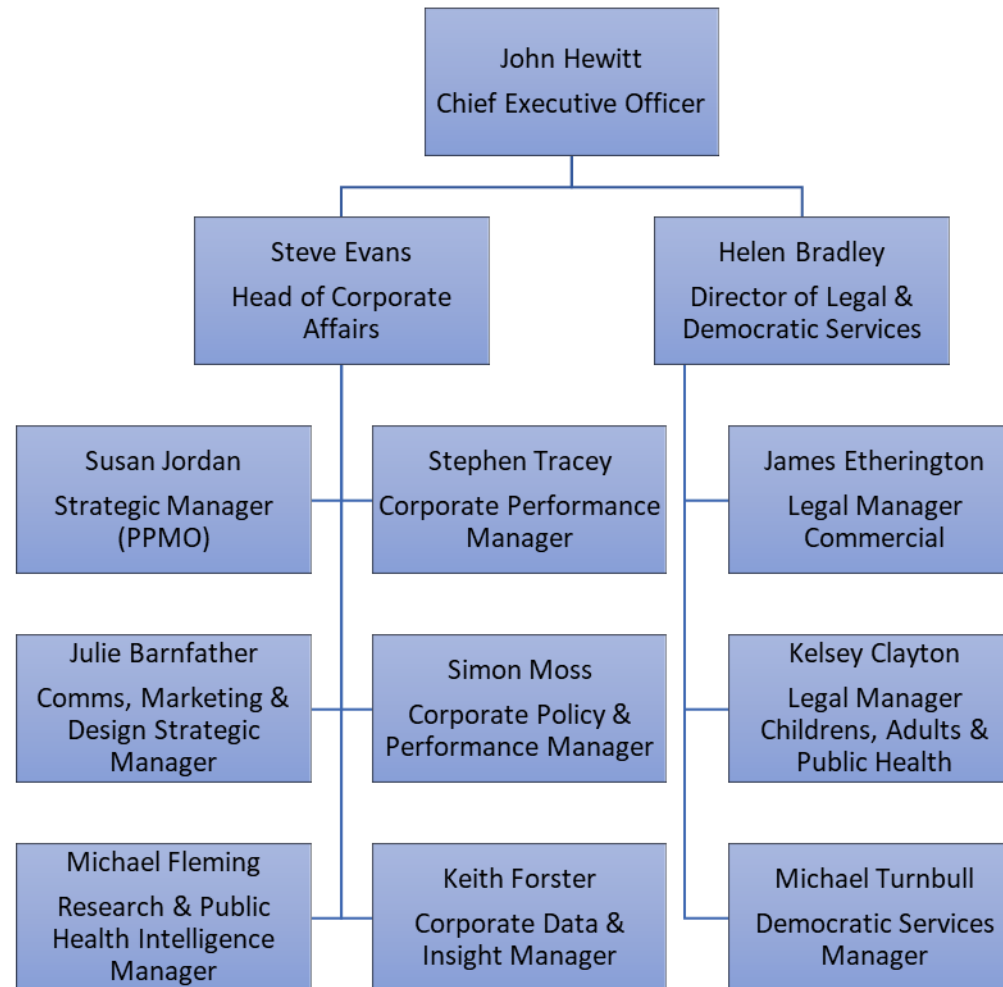 John Hewitt
Chief Executive Officer
Steve Evans
Head of Corporate
Affairs
Helen Bradley
Director of Legal &
Democratic Services
Susan Jordan
Strategic Manager
(PPMO)
Stephen Tracey
Corporate Performance
Manager
James Etherington
Legal Manager
Commercial
Julie Barnfather
Comms, Marketing &
Design Strategic
Manager
Simon Moss
Corporate Policy &
Performance Manager
Kelsey Clayton
Legal Manager
Childrens, Adults &
Public Health
Michael Fleming
Research & Public
Health Intelligence
Manager
Keith Forster
Corporate Data &
Insight Manager
Michael Turnbull
Democratic Services
Manager